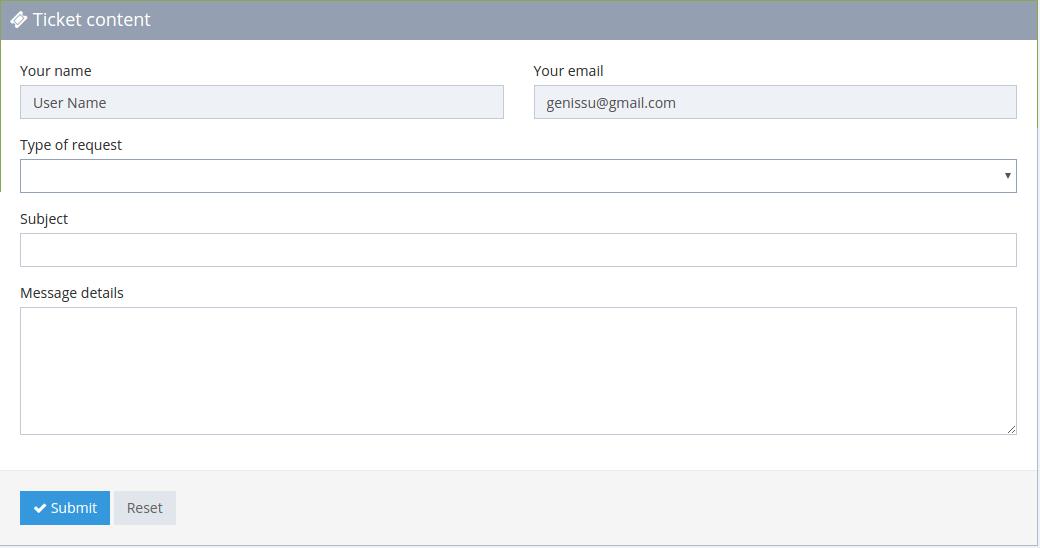 Ticket content
Your name
Your email
User Name
genissu@gmail.com
Type of request
Subject
Message details
Submit
Reset